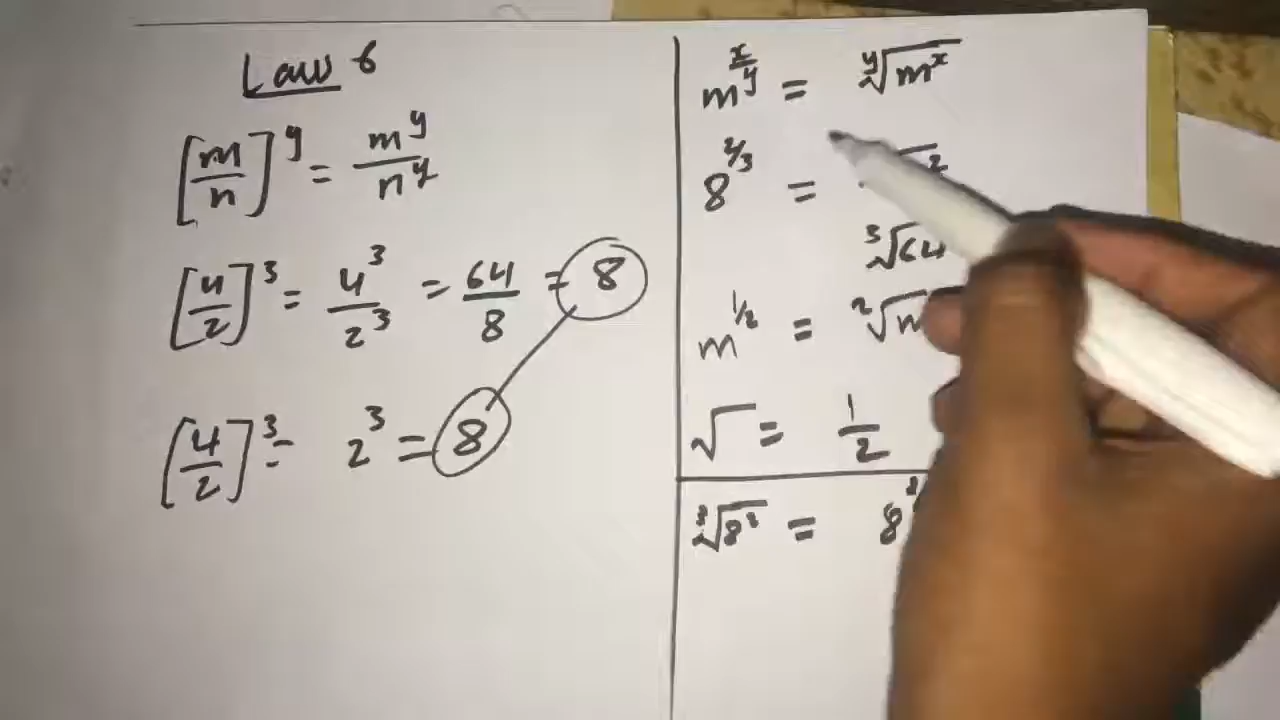 Law 6
[m/n]^y = m^y/n^y
[4/2]^3 = 4^3/2^3 = 64/8 = 8
[4/2]^3 = 2^3 = 8
m^(x/y) = ^y√(m^x)
8^(2/3) =
³√64
m^(1/2) = ²√m
√ = 1/2
³√(8^3) = 8